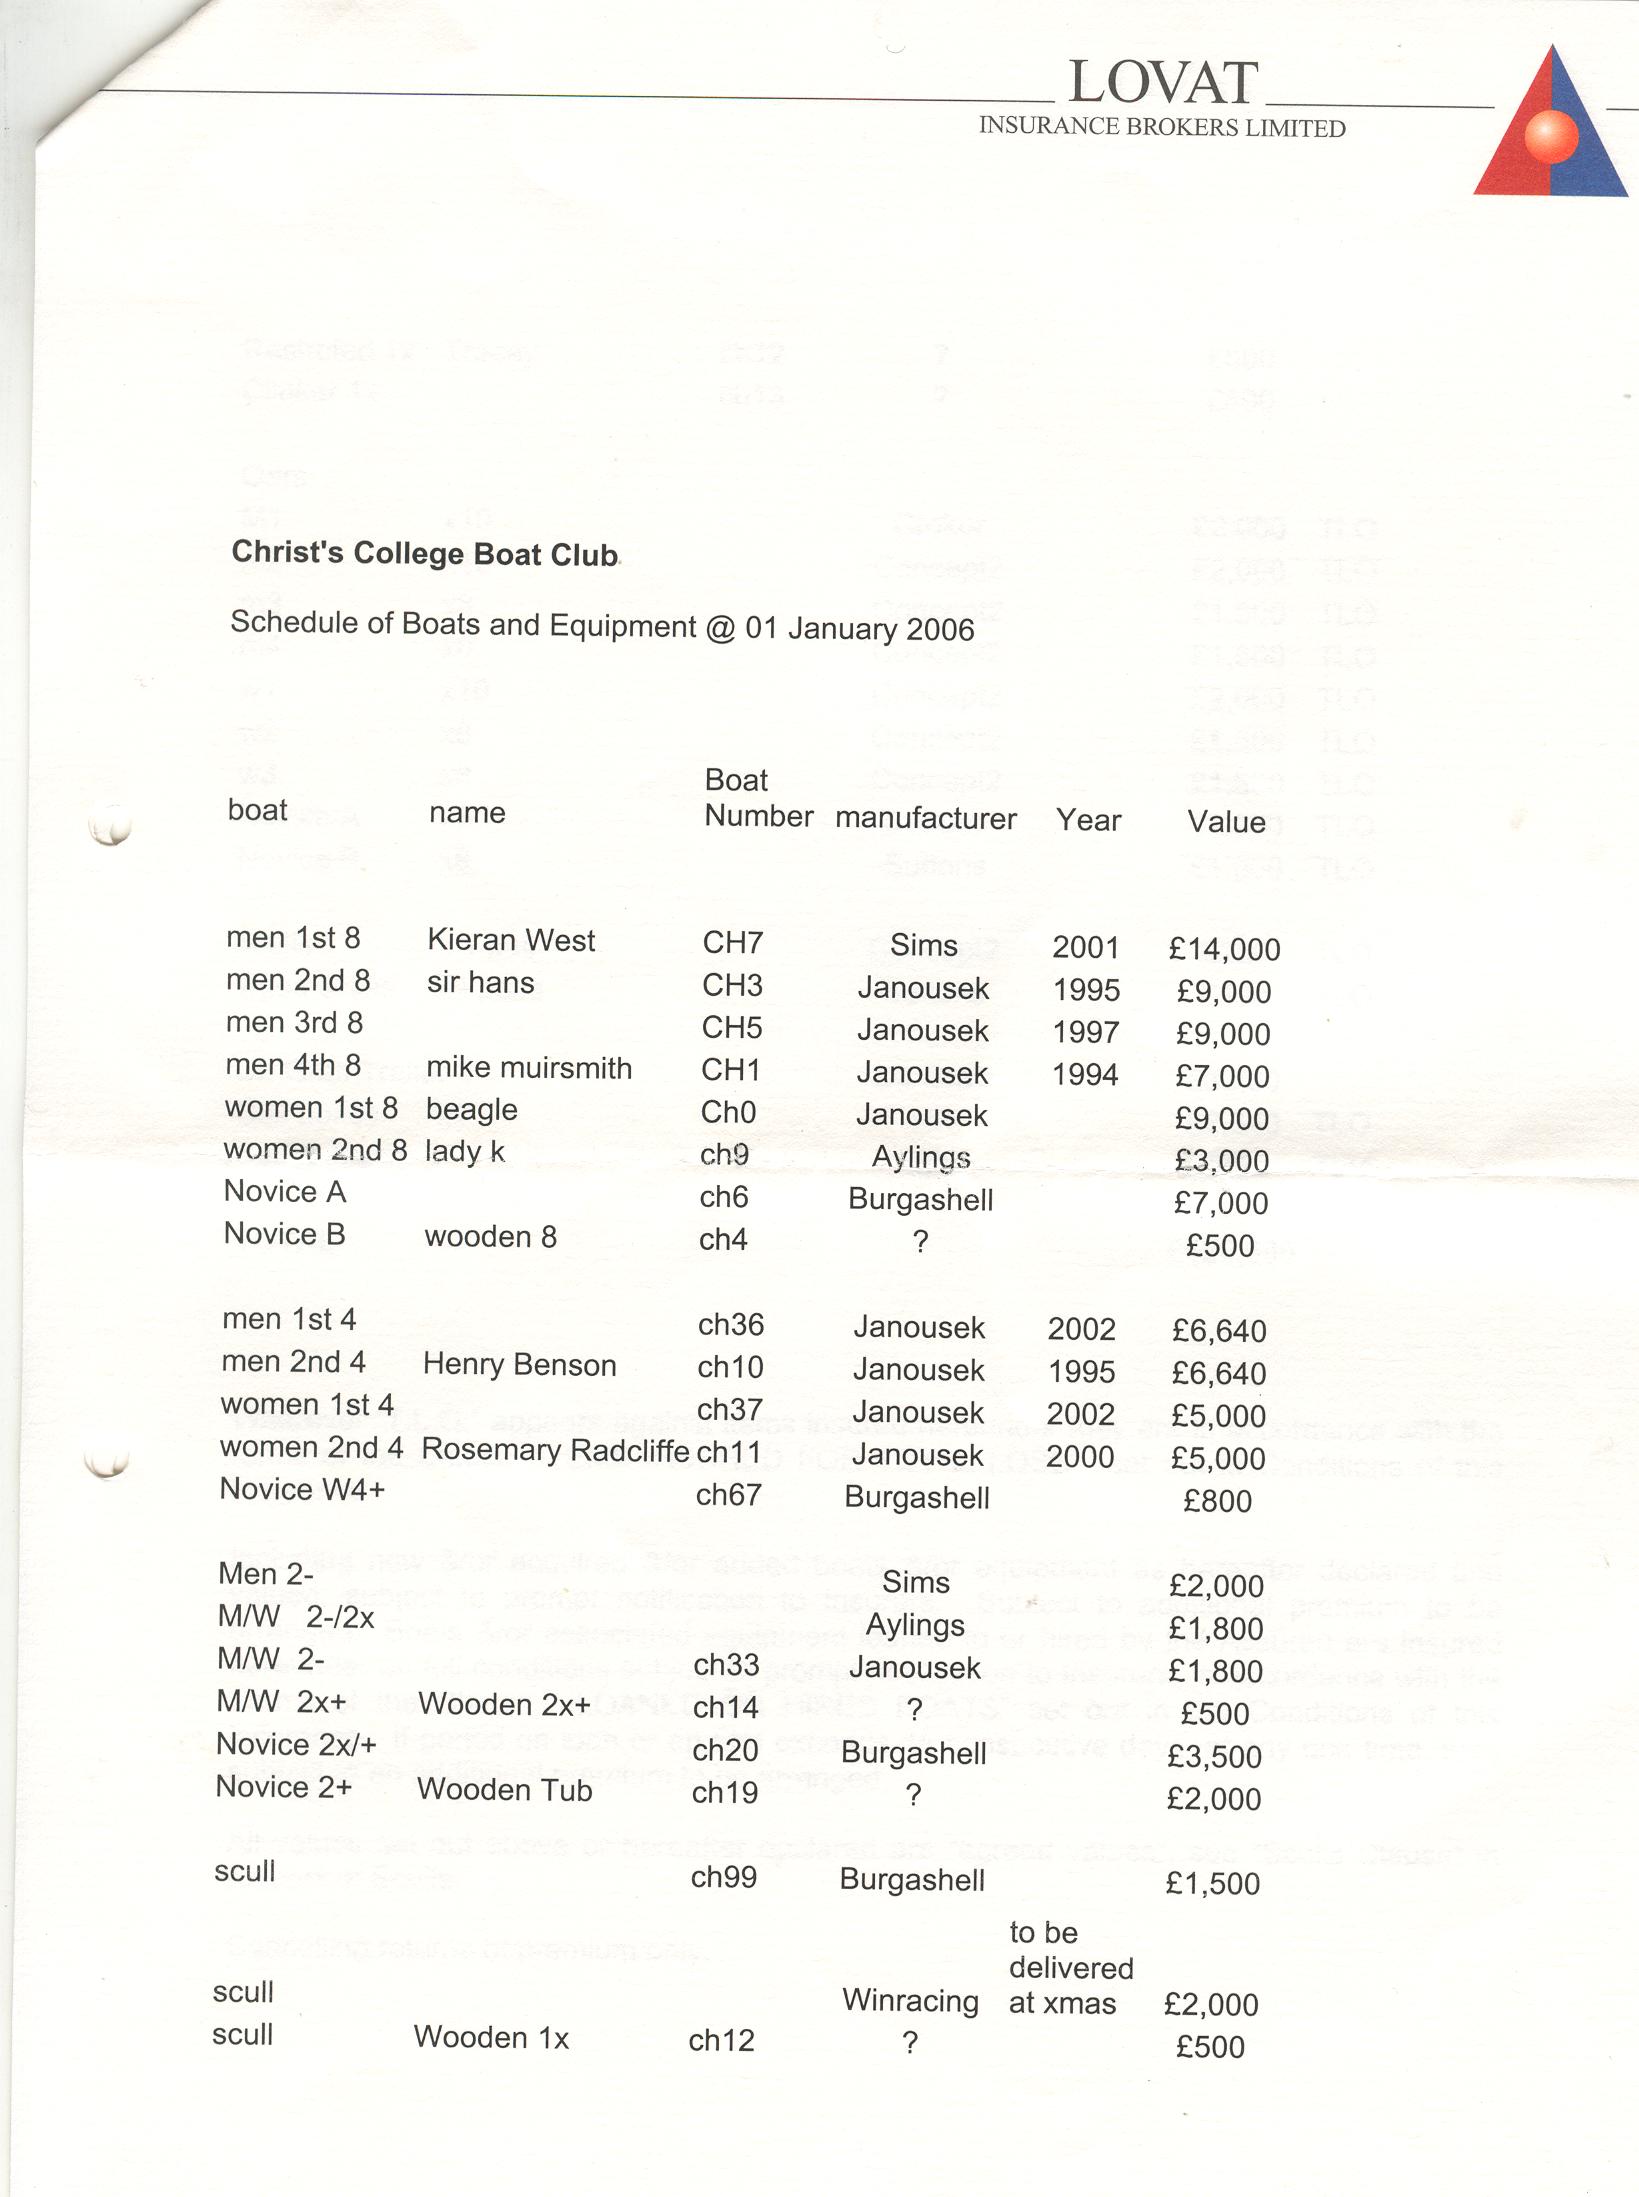 LOVAT
INSURANCE BROKERS LIMITED
Christ's College Boat Club
Schedule of Boats and Equipment @ 01 January 2006
boat name Boat Number manufacturer Year Value
men 1st 8 Kieran West CH7 Sims 2001 £14,000
men 2nd 8 sir hans CH3 Janousek 1995 £9,000
men 3rd 8 CH5 Janousek 1997 £9,000
men 4th 8 mike muirsmith CH1 Janousek 1994 £7,000
women 1st 8 beagle Ch0 Janousek £9,000
women 2nd 8 lady k ch9 Aylings £3,000
Novice A ch6 Burgashell £7,000
Novice B wooden 8 ch4 ? £500
men 1st 4 ch36 Janousek 2002 £6,640
men 2nd 4 Henry Benson ch10 Janousek 1995 £6,640
women 1st 4 ch37 Janousek 2002 £5,000
women 2nd 4 Rosemary Radcliffe ch11 Janousek 2000 £5,000
Novice W4+ ch67 Burgashell £800
Men 2- Sims £2,000
M/W 2-/2x Aylings £1,800
M/W 2- ch33 Janousek £1,800
M/W 2x+ Wooden 2x+ ch14 ? £500
Novice 2x/+ ch20 Burgashell £3,500
Novice 2+ Wooden Tub ch19 ? £2,000
scull ch99 Burgashell £1,500
scull Winracing to be delivered at xmas £2,000
scull Wooden 1x ch12 ? £500